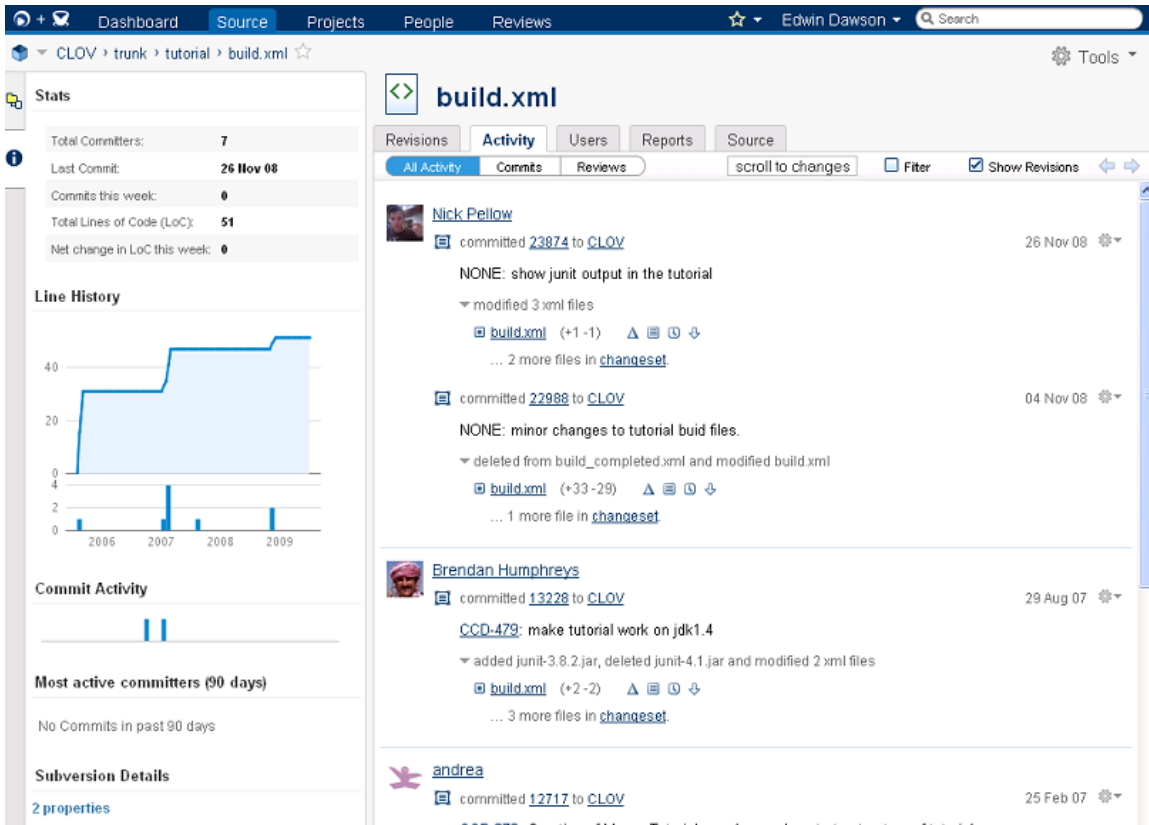 + Dashboard Source Projects People Reviews Edwin Dawson Search
CLOV › trunk › tutorial › build.xml
Tools
Stats
Total Committers: 7
Last Commit: 26 Nov 08
Commits this week: 0
Total Lines of Code (LoC): 51
Net change in LoC this week: 0
Line History
40
20
0
4
2
0
2006 2007 2008 2009
Commit Activity
Most active committers (90 days)
No Commits in past 90 days
Subversion Details
2 properties
build.xml
Revisions Activity Users Reports Source
All Activity Commits Reviews scroll to changes Filter Show Revisions
Nick Pellow
committed 23874 to CLOV 26 Nov 08
NONE: show junit output in the tutorial
modified 3 xml files
build.xml (+1 -1)
... 2 more files in changeset.
committed 22988 to CLOV 04 Nov 08
NONE: minor changes to tutorial buid files.
deleted from build_completed.xml and modified build.xml
build.xml (+33 -29)
... 1 more file in changeset.
Brendan Humphreys
committed 13228 to CLOV 29 Aug 07
CCD-479: make tutorial work on jdk1.4
added junit-3.8.2.jar, deleted junit-4.1.jar and modified 2 xml files
build.xml (+2 -2)
... 3 more files in changeset.
andrea
committed 12717 to CLOV 25 Feb 07